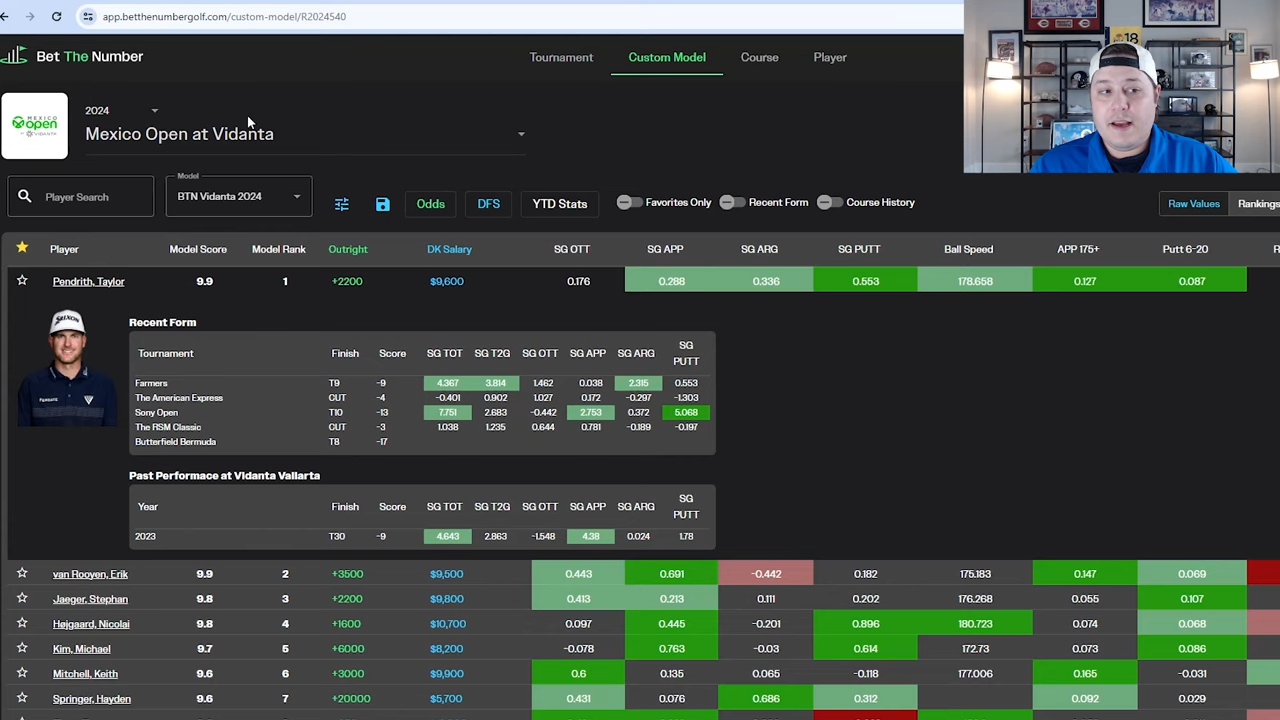 app.betthenumbergolf.com/custom-model/R2024540
Bet The Number Tournament Custom Model Course Player
MEXICO
open
AT VIDANTA
2024
Mexico Open at Vidanta
18
Player Search
Model
BTN Vidanta 2024
Odds DFS YTD Stats Favorites Only Recent Form Course History Raw Values Rankings
Player Model Score Model Rank Outright DK Salary SG OTT SG APP SG ARG SG PUTT Ball Speed APP 175+ Putt 6-20
Pendrith, Taylor 9.9 1 +2200 $9,600 0.176 0.288 0.336 0.553 178.658 0.127 0.087
SRIXON
Recent Form
Tournament Finish Score SG TOT SG T2G SG OTT SG APP SG ARG SG PUTT
Farmers T9 -9 4.367 3.814 1.462 0.038 2.315 0.553
The American Express CUT -4 -0.401 0.902 1.027 0.172 -0.297 -1.303
Sony Open T10 -13 7.751 2.683 -0.442 2.753 0.372 5.068
The RSM Classic CUT -3 1.038 1.235 0.644 0.781 -0.189 -0.197
Butterfield Bermuda T8 -17
Past Performace at Vidanta Vallarta
Year Finish Score SG TOT SG T2G SG OTT SG APP SG ARG SG PUTT
2023 T30 -9 4.643 2.863 -1.548 4.38 0.024 1.78
van Rooyen, Erik 9.9 2 +3500 $9,500 0.443 0.691 -0.442 0.182 175.183 0.147 0.069
Jaeger, Stephan 9.8 3 +2200 $9,800 0.413 0.213 0.111 0.202 176.268 0.055 0.107
Højgaard, Nicolai 9.8 4 +1600 $10,700 0.097 0.445 -0.201 0.896 180.723 0.074 0.068
Kim, Michael 9.7 5 +6000 $8,200 -0.078 0.763 -0.03 0.614 172.73 0.073 0.086
Mitchell, Keith 9.6 6 +3000 $9,900 0.6 0.135 0.065 -0.118 177.006 0.165 -0.031
Springer, Hayden 9.6 7 +20000 $5,700 0.431 0.076 0.686 0.312 0.092 0.029